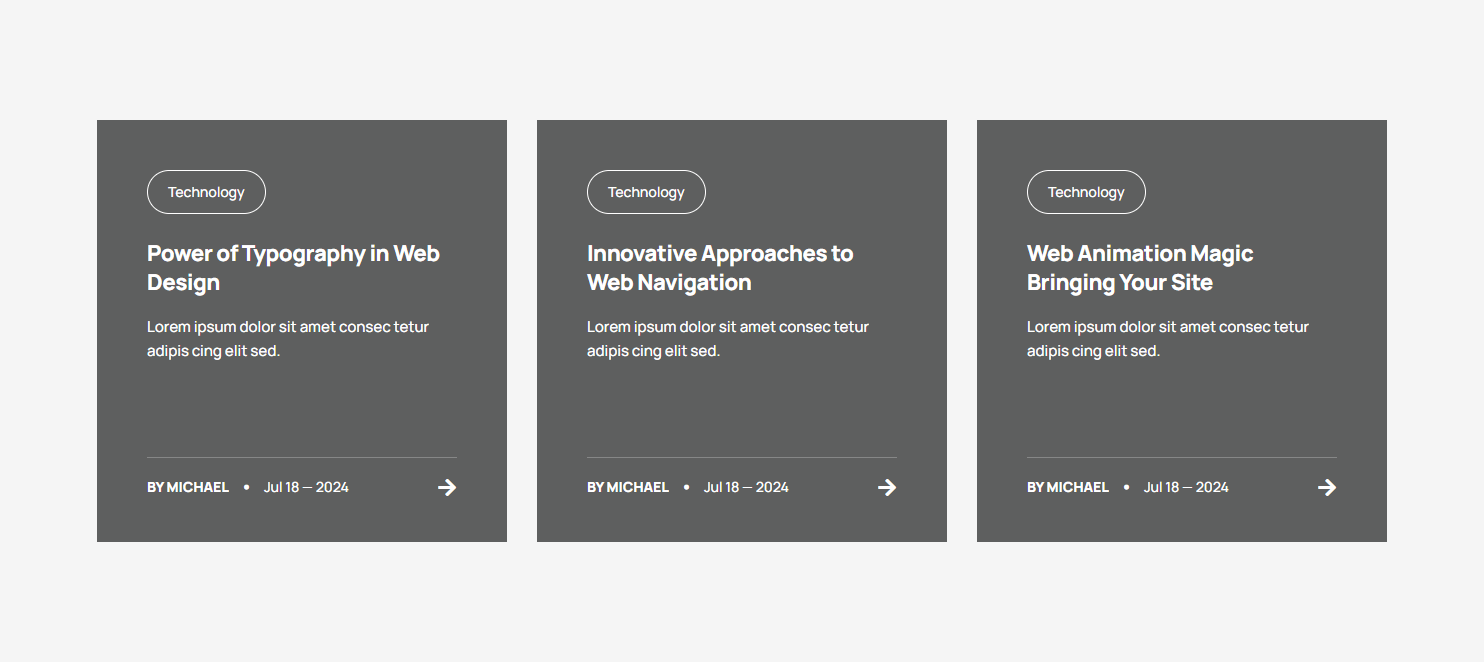 Technology
Power of Typography in Web
Design
Lorem ipsum dolor sit amet consec tetur
adipis cing elit sed.
BY MICHAEL • Jul 18 — 2024
Technology
Innovative Approaches to
Web Navigation
Lorem ipsum dolor sit amet consec tetur
adipis cing elit sed.
BY MICHAEL • Jul 18 — 2024
Technology
Web Animation Magic
Bringing Your Site
Lorem ipsum dolor sit amet consec tetur
adipis cing elit sed.
BY MICHAEL • Jul 18 — 2024